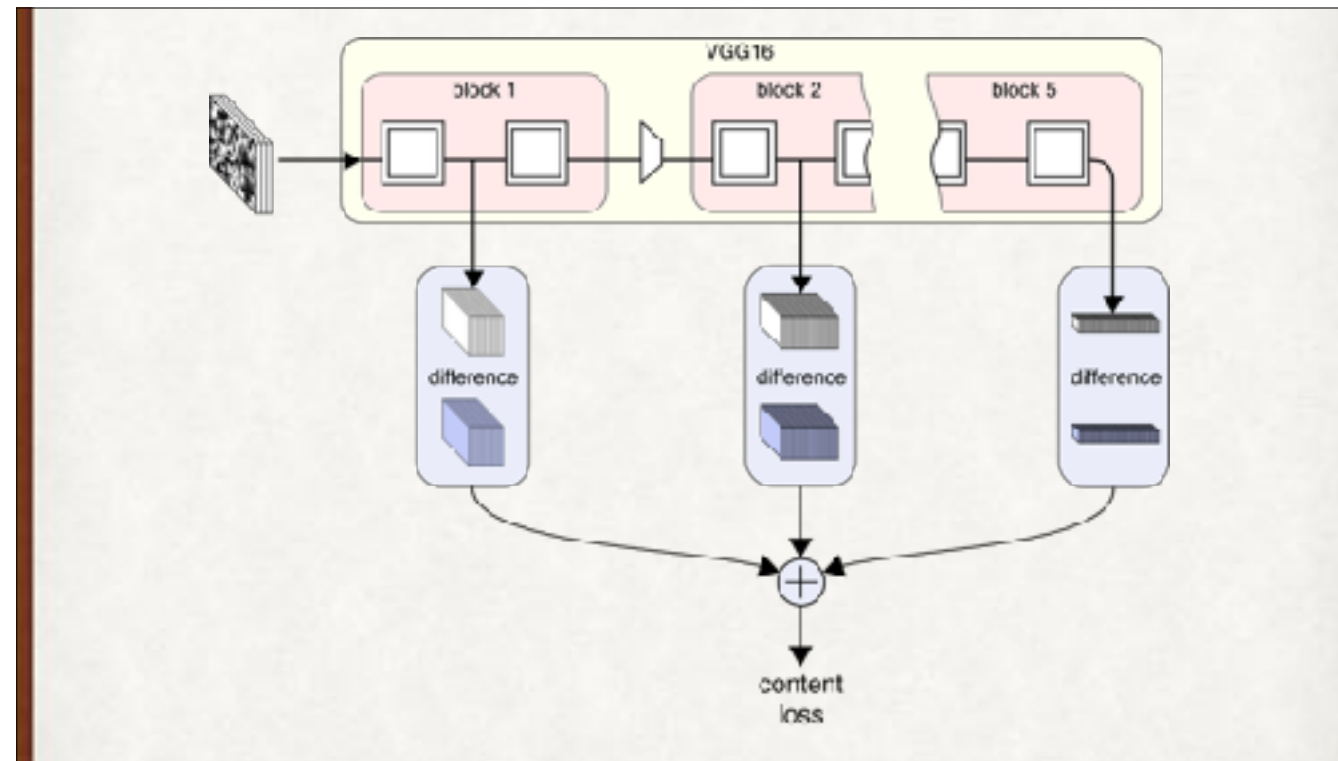 VGG16
block 1
block 2
block 5
difference
difference
difference
content
loss